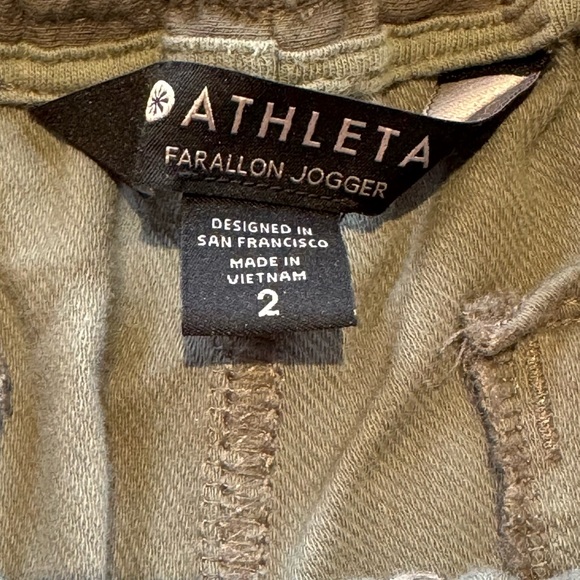 ATHLETA
FARALLON JOGGER
DESIGNED IN
SAN FRANCISCO
MADE IN
VIETNAM
2